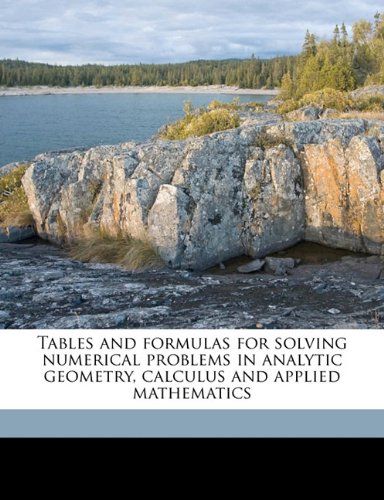 Tables and formulas for solving
numerical problems in analytic
geometry, calculus and applied
mathematics